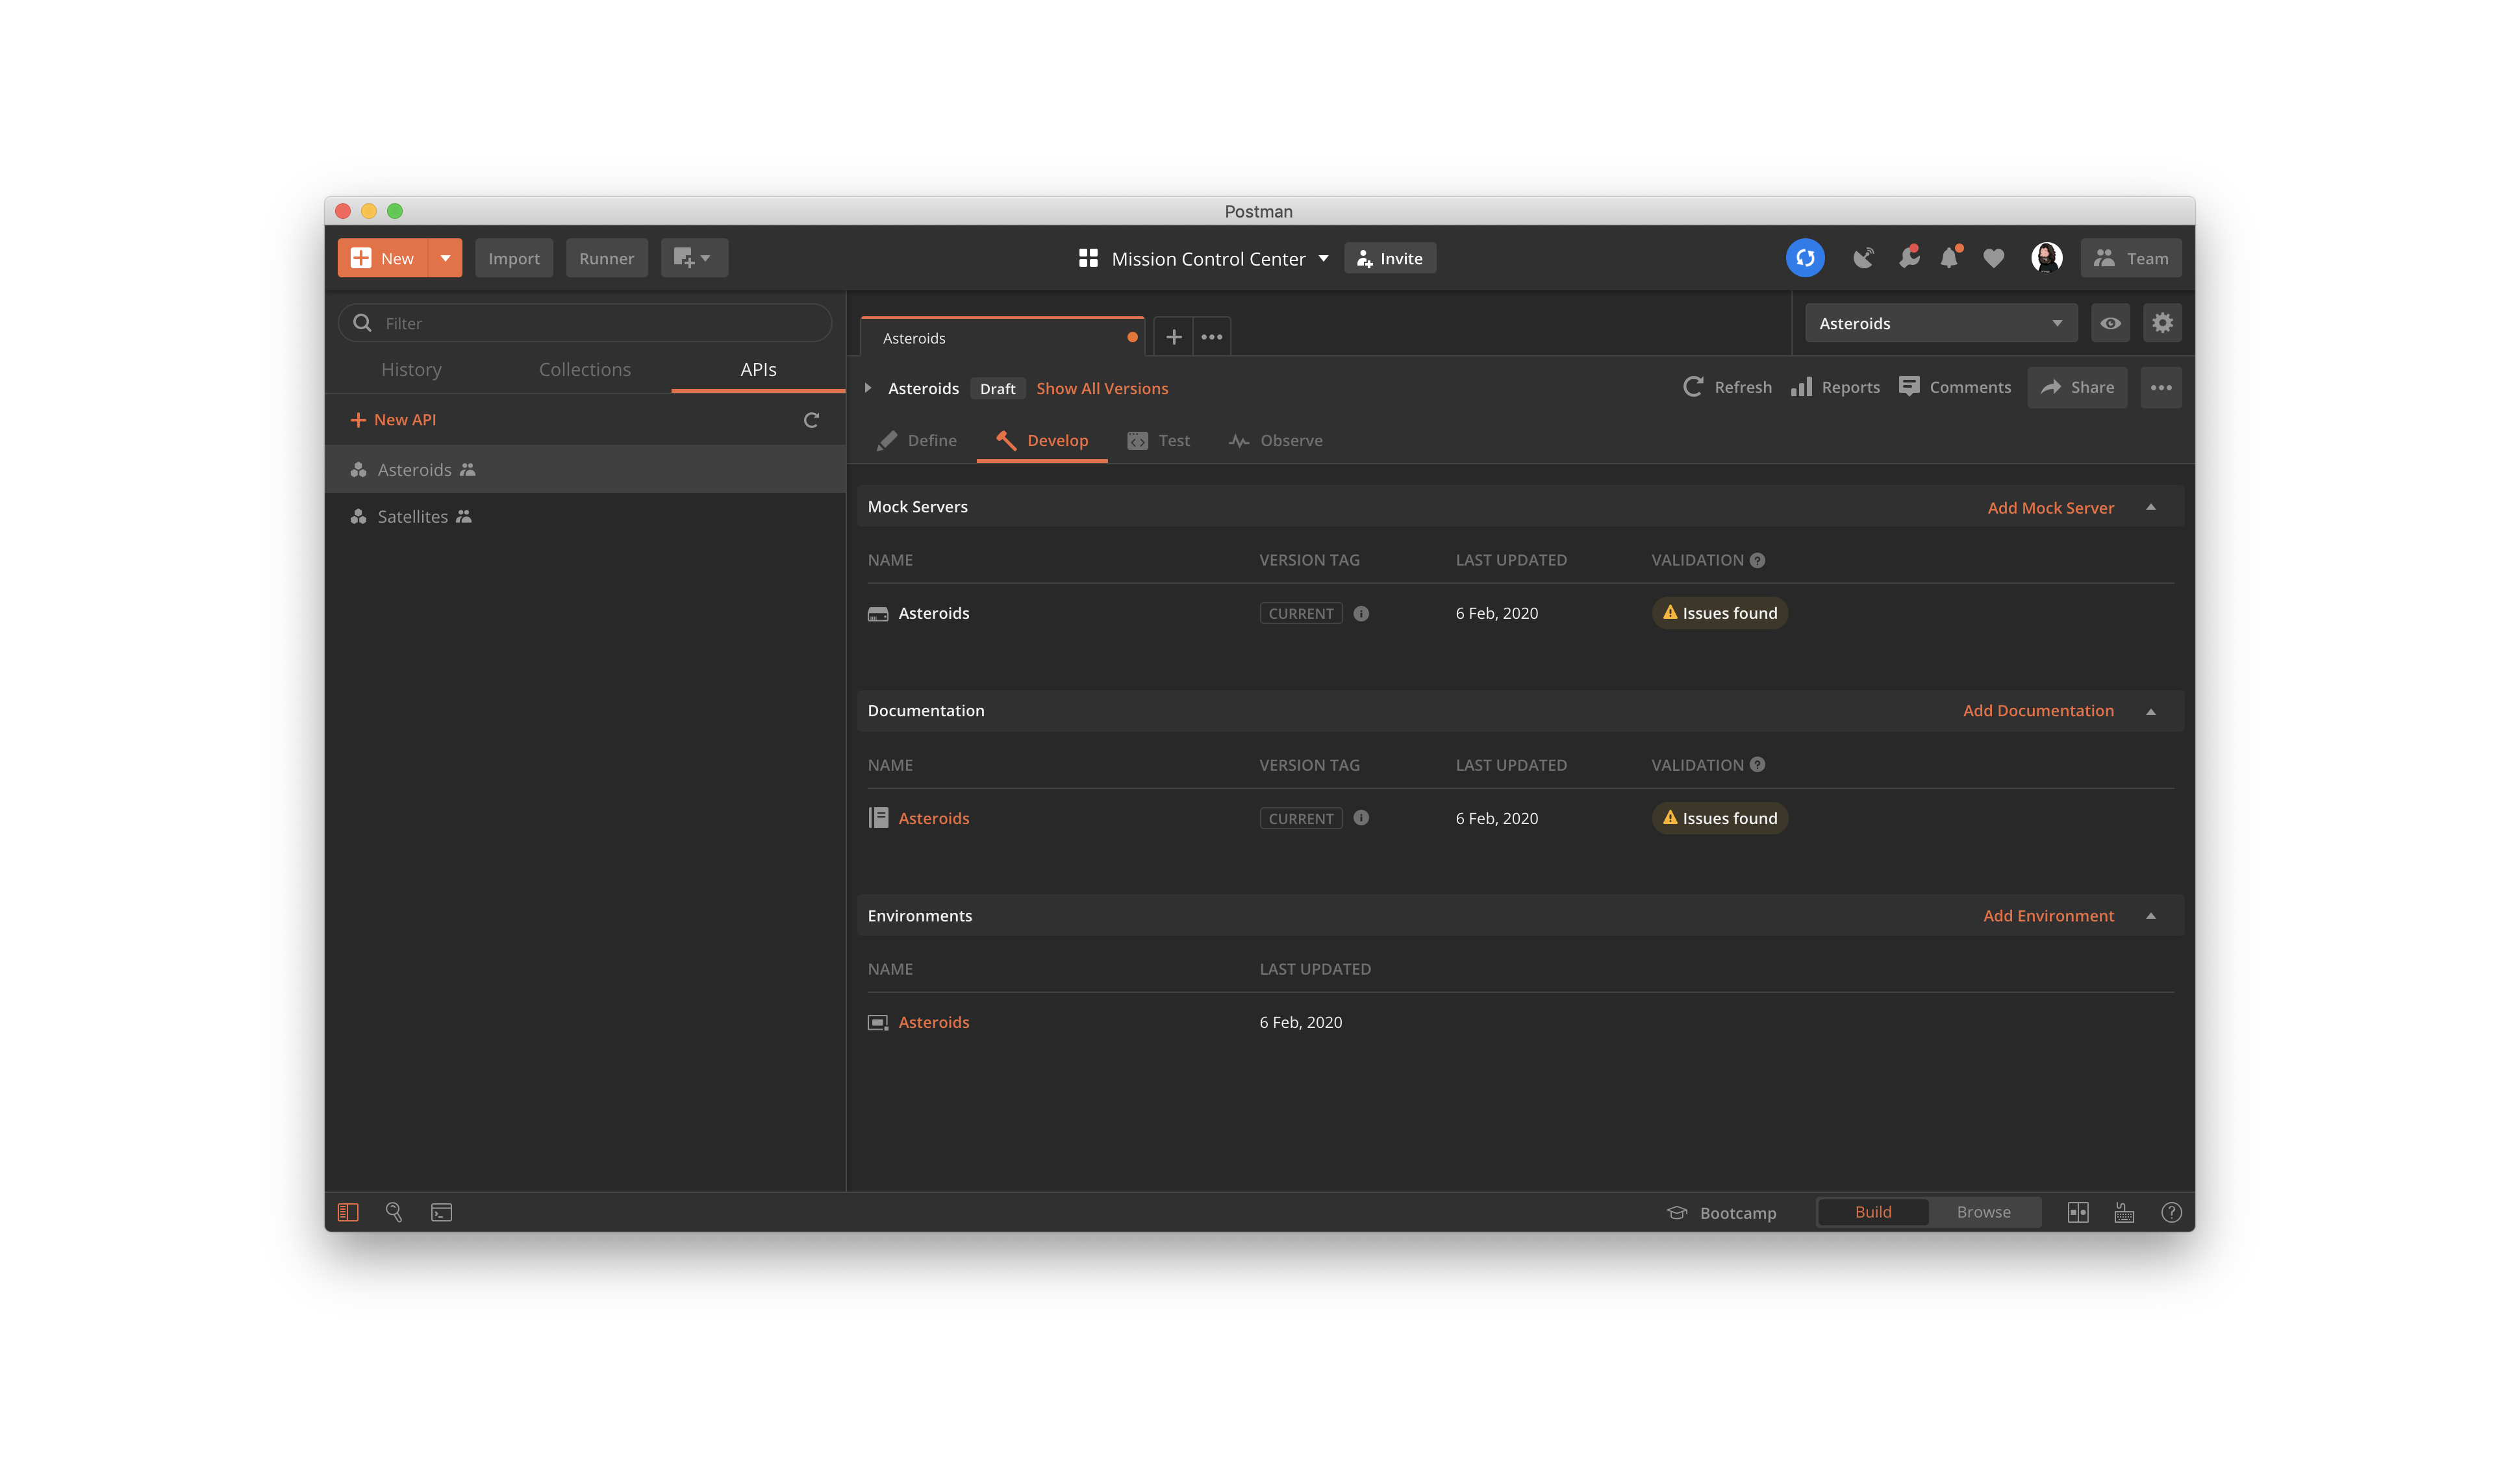 Postman
New
Import
Runner
Mission Control Center
Invite
Team
Filter
History
Collections
APIs
New API
Asteroids
Satellites
Asteroids
Asteroids
Asteroids
Draft
Show All Versions
Refresh
Reports
Comments
Share
Define
Develop
Test
Observe
Mock Servers
Add Mock Server
NAME
VERSION TAG
LAST UPDATED
VALIDATION
Asteroids
CURRENT
6 Feb, 2020
Issues found
Documentation
Add Documentation
NAME
VERSION TAG
LAST UPDATED
VALIDATION
Asteroids
CURRENT
6 Feb, 2020
Issues found
Environments
Add Environment
NAME
LAST UPDATED
Asteroids
6 Feb, 2020
Bootcamp
Build
Browse